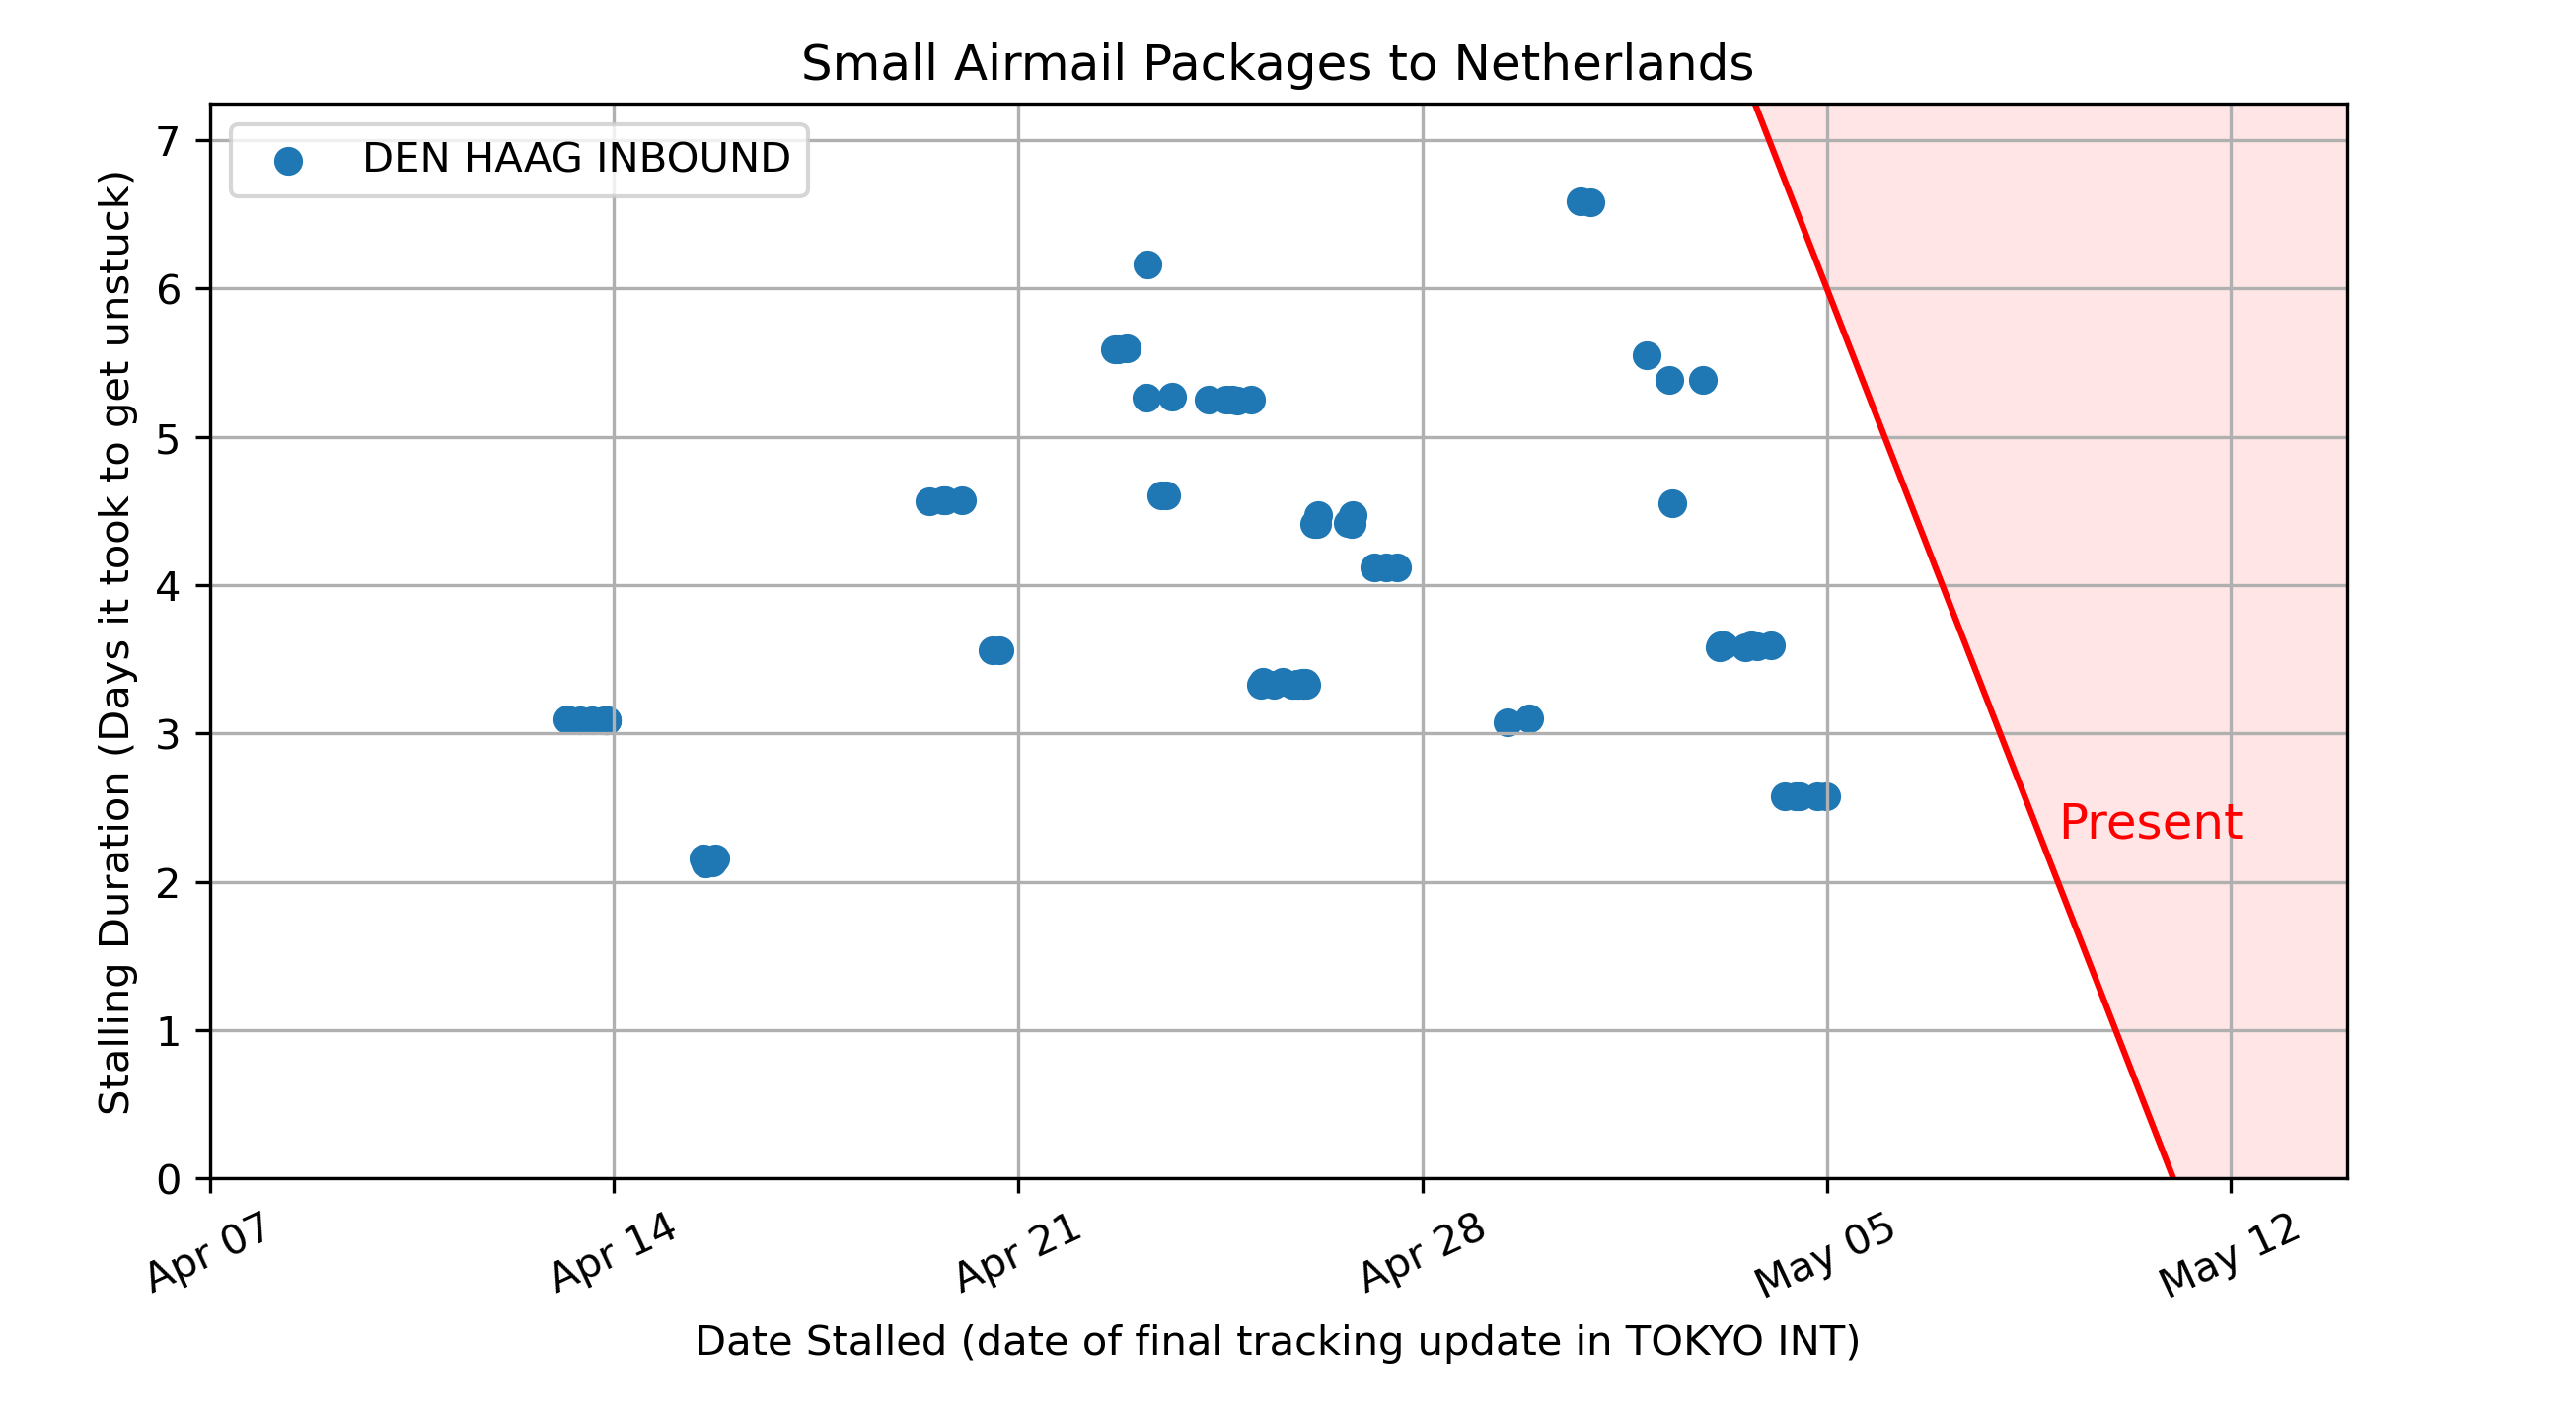 Small Airmail Packages to Netherlands
DEN HAAG INBOUND
Stalling Duration (Days it took to get unstuck)
7
6
5
4
3
2
1
0
Present
Apr 07
Apr 14
Apr 21
Apr 28
May 05
May 12
Date Stalled (date of final tracking update in TOKYO INT)